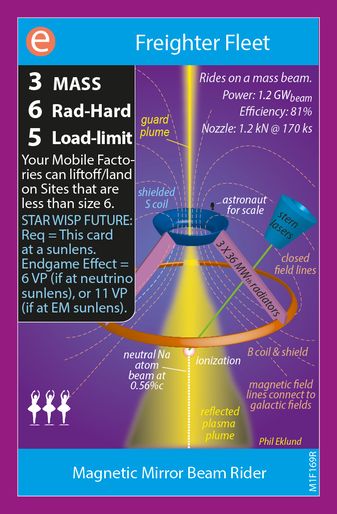 e
Freighter Fleet
3 MASS
6 Rad-Hard
5 Load-limit
Your Mobile Facto-
ries can liftoff/land
on Sites that are
less than size 6.
STAR WISP FUTURE:
Req = This card
at a sunlens.
Endgame Effect =
6 VP (if at neutrino
sunlens), or 11 VP
(if at EM sunlens).
Rides on a mass beam.
Power: 1.2 GWbeam
Efficiency: 81%
Nozzle: 1.2 kN @ 170 ks
guard
plume
shielded
S coil
astronaut
for scale
stern
lasers
3 X 36 MWth radiators
closed
field lines
neutral Na
atom
beam at
0.56%c
ionization
B coil & shield
magnetic field
lines connect to
galactic fields
reflected
plasma
plume
Phil Eklund
Magnetic Mirror Beam Rider
M1F169R